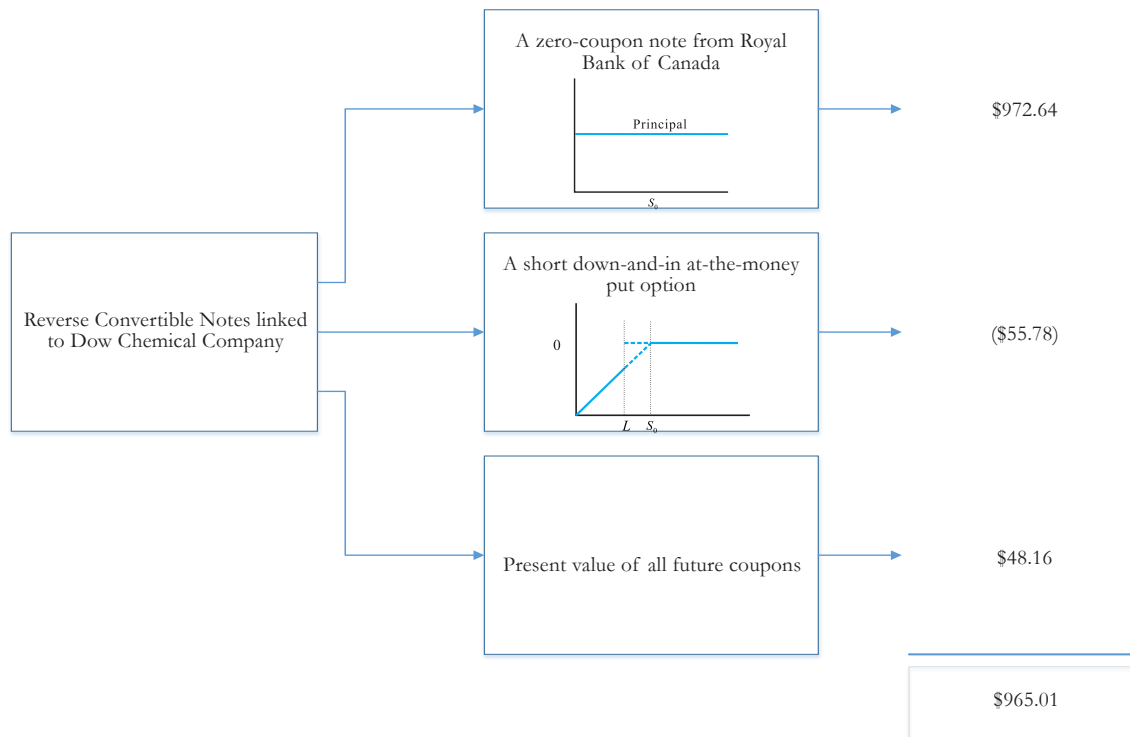 A zero-coupon note from Royal
Bank of Canada
Principal
S₀
$972.64
Reverse Convertible Notes linked
to Dow Chemical Company
A short down-and-in at-the-money
put option
0
L S₀
($55.78)
Present value of all future coupons
$48.16
$965.01